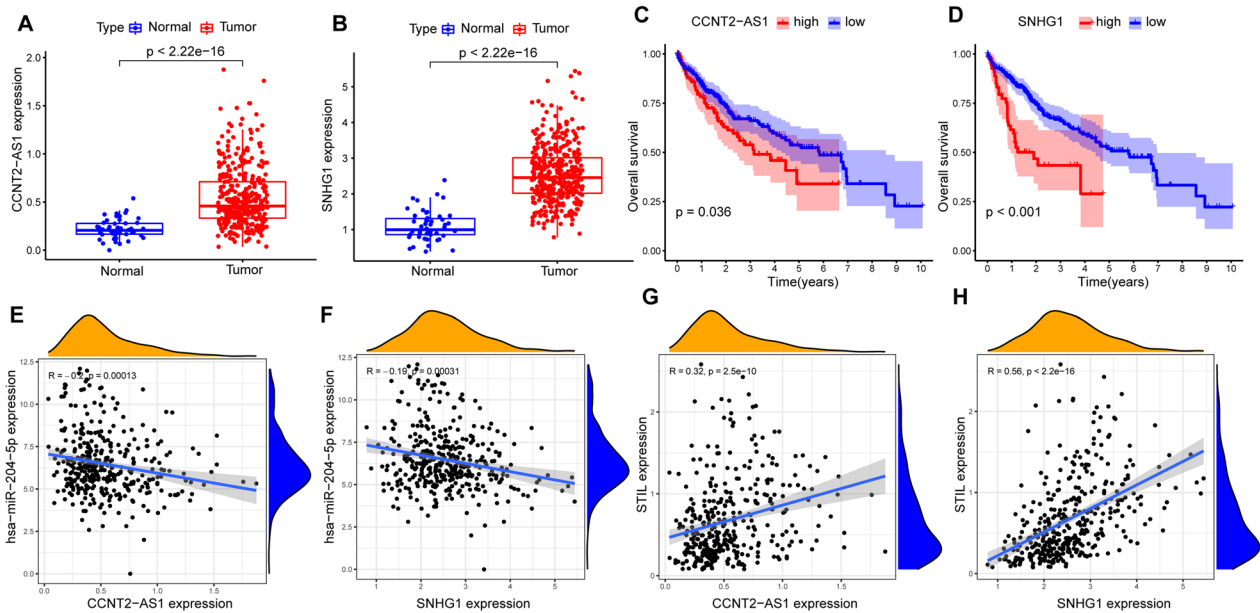 A
Type Normal Tumor
p < 2.22e−16
CCNT2−AS1 expression
2.0
1.5
1.0
0.5
0.0
Normal Tumor
B
Type Normal Tumor
p < 2.22e−16
SNHG1 expression
5
4
3
2
1
Normal Tumor
C
CCNT2−AS1 high low
Overall survival
1.00
0.75
0.50
0.25
0.00
p = 0.036
0 1 2 3 4 5 6 7 8 9 10
Time(years)
D
SNHG1 high low
Overall survival
1.00
0.75
0.50
0.25
0.00
p < 0.001
0 1 2 3 4 5 6 7 8 9 10
Time(years)
E
R = −0.2, p = 0.00013
hsa−miR−204−5p expression
12.5
10.0
7.5
5.0
2.5
0.0
0.0 0.5 1.0 1.5
CCNT2−AS1 expression
F
R = −0.19, p = 0.00031
hsa−miR−204−5p expression
12.5
10.0
7.5
5.0
2.5
0.0
1 2 3 4 5
SNHG1 expression
G
R = 0.32, p = 2.5e−10
STIL expression
2
1
0
0.0 0.5 1.0 1.5
CCNT2−AS1 expression
H
R = 0.56, p < 2.2e−16
STIL expression
2
1
0
1 2 3 4 5
SNHG1 expression